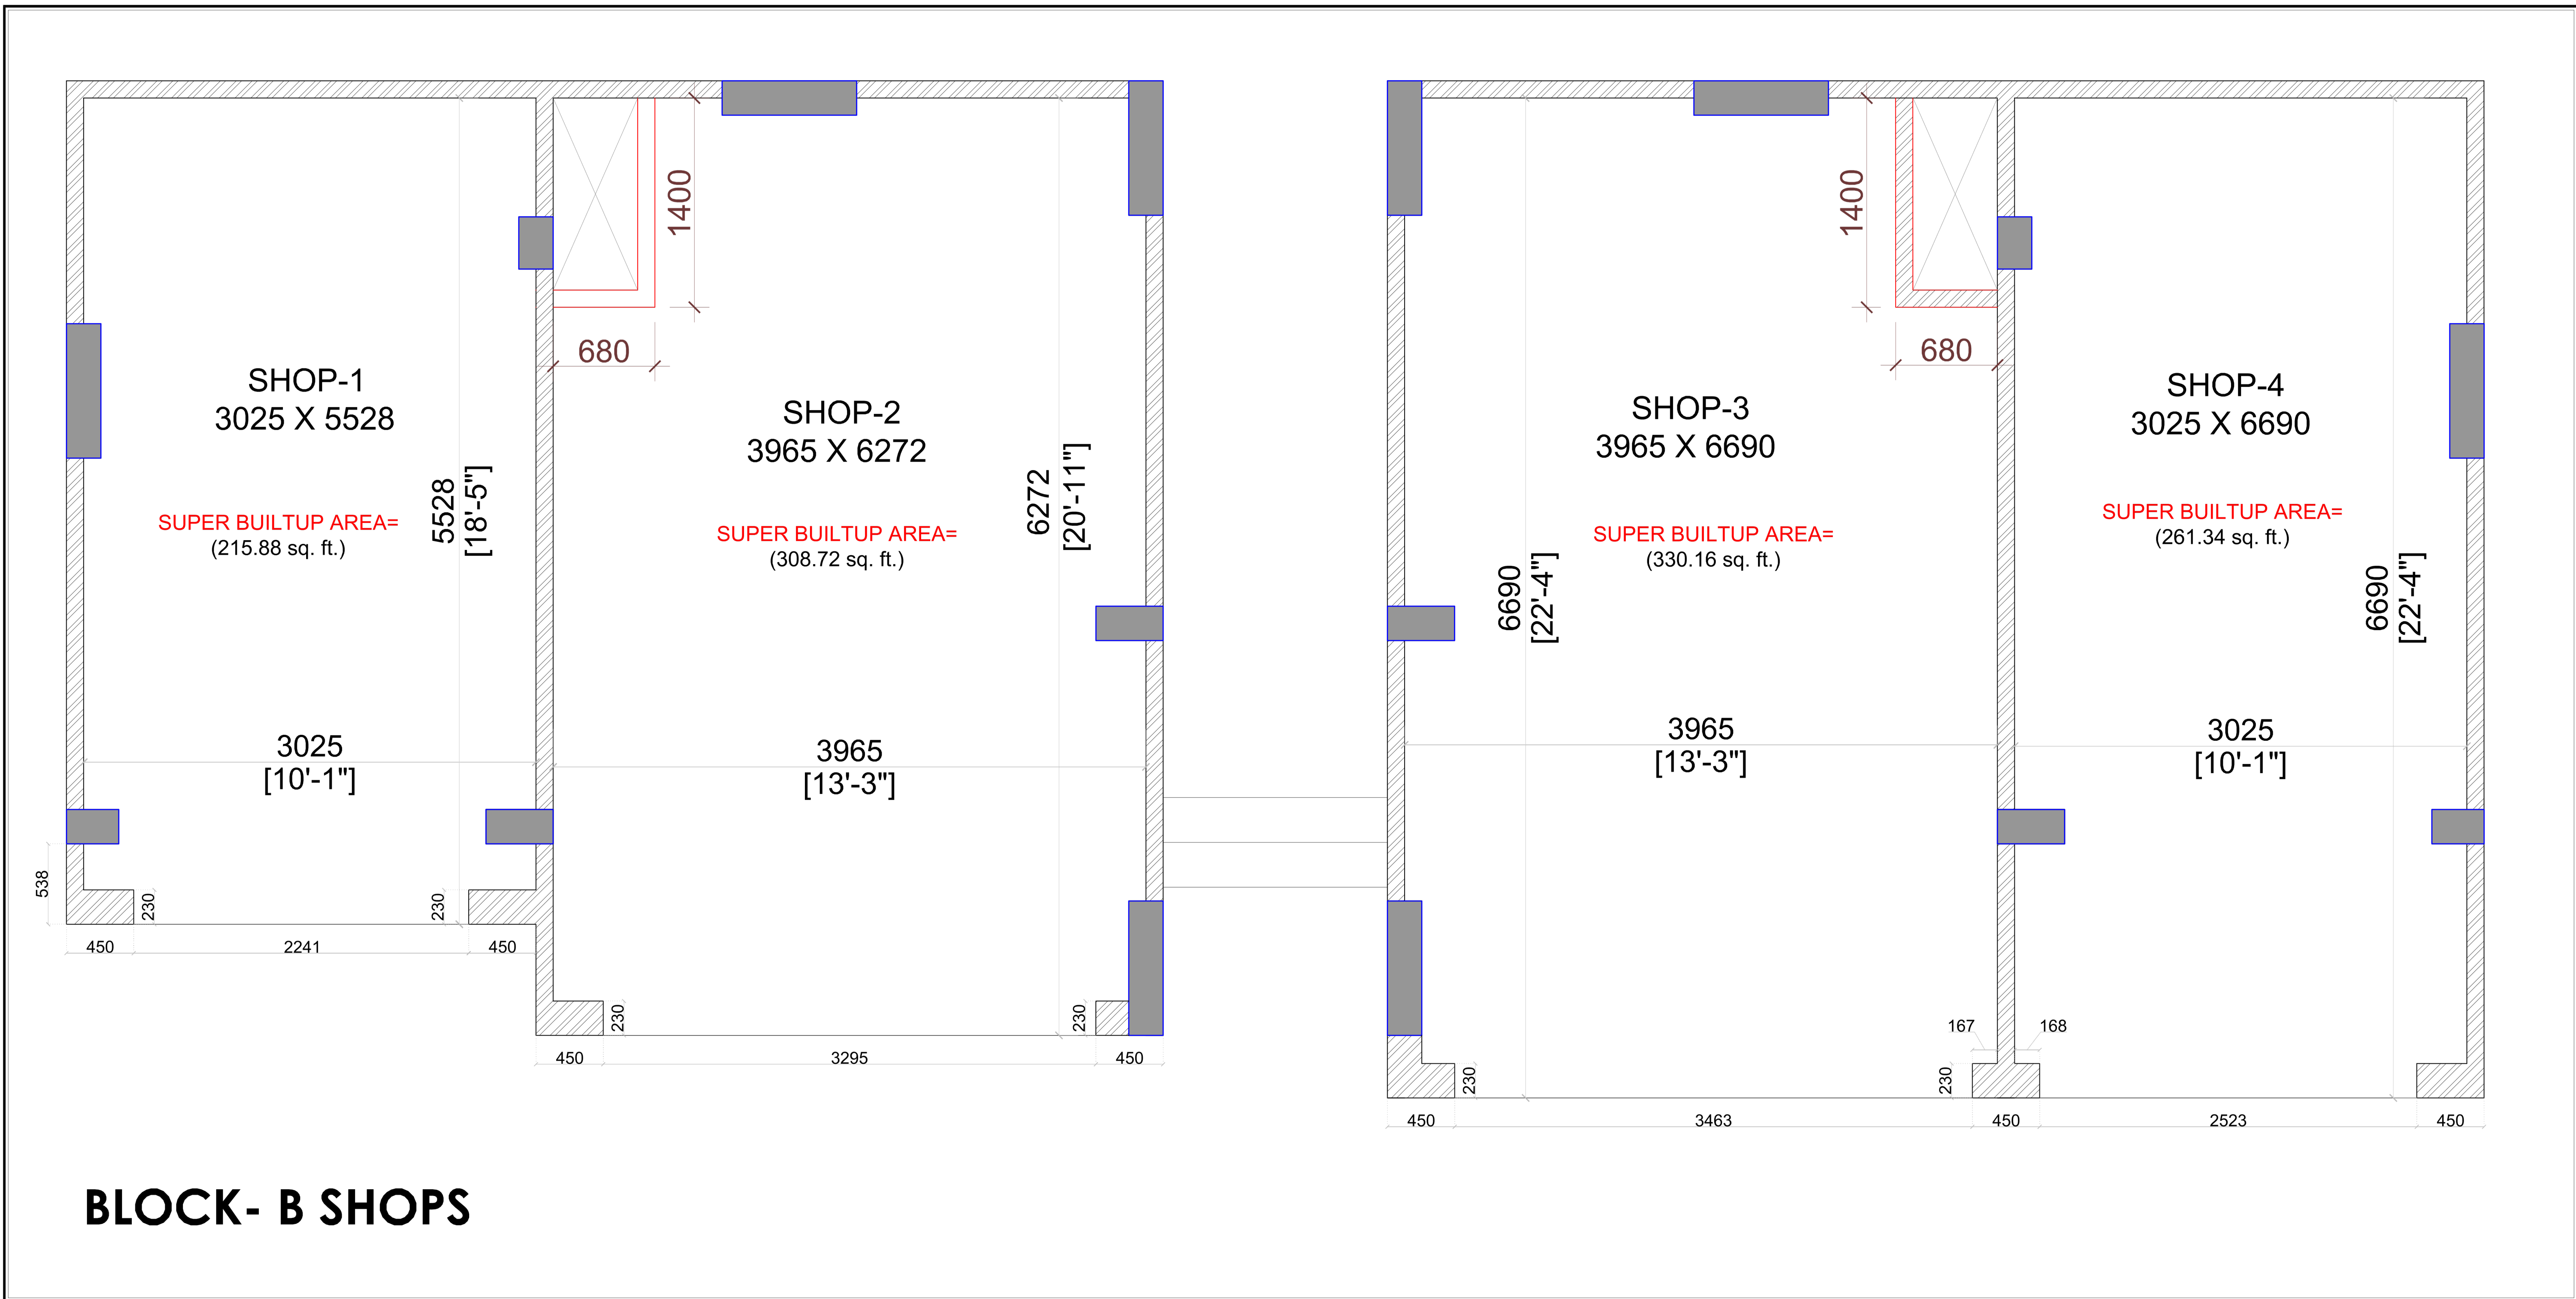 1400
680
SHOP-1
3025 X 5528
SUPER BUILTUP AREA=
(215.88 sq. ft.)
5528
[18'-5"]
3025
[10'-1"]
538
230
230
450
2241
450
SHOP-2
3965 X 6272
SUPER BUILTUP AREA=
(308.72 sq. ft.)
6272
[20'-11"]
3965
[13'-3"]
230
230
450
3295
450
1400
680
SHOP-3
3965 X 6690
SUPER BUILTUP AREA=
(330.16 sq. ft.)
6690
[22'-4"]
3965
[13'-3"]
230
230
167
168
450
3463
450
SHOP-4
3025 X 6690
SUPER BUILTUP AREA=
(261.34 sq. ft.)
6690
[22'-4"]
3025
[10'-1"]
2523
450
BLOCK- B SHOPS